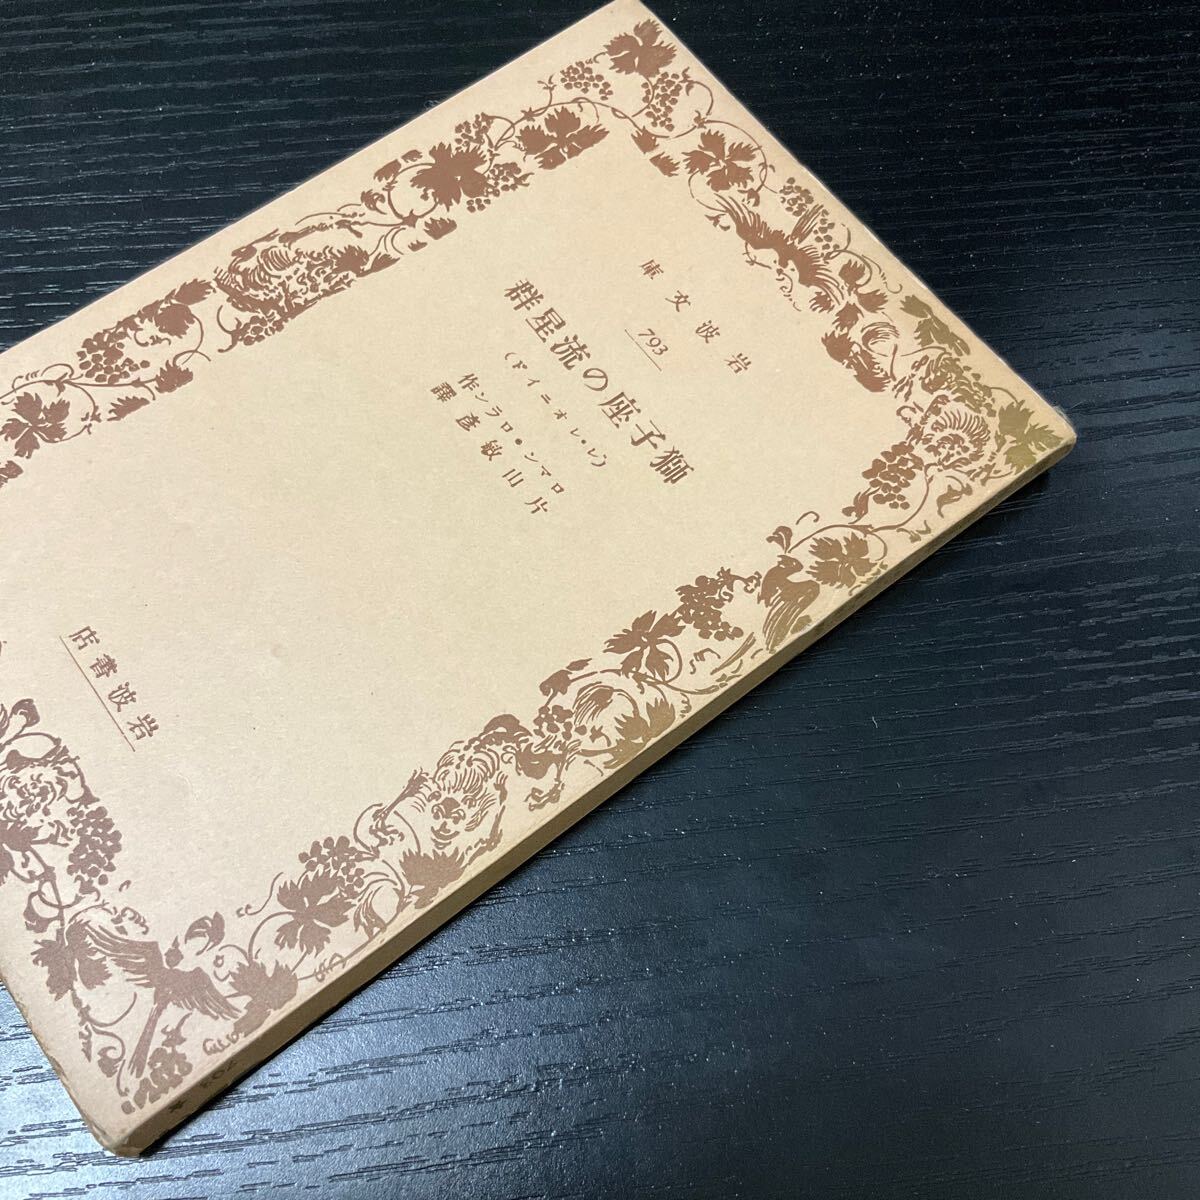 岩波文庫
793
獅子座の流星群
(レ・レオニイド)
ロマン・ロラン作
片山敏彦譯
岩波書店